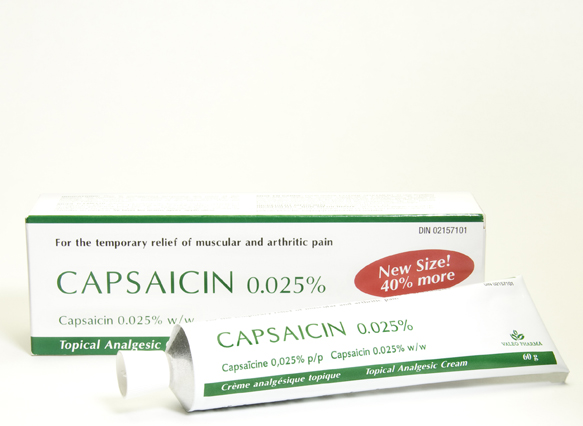 DIN 02157101
For the temporary relief of muscular and arthritic pain
CAPSAICIN 0.025%
New Size!
40% more
Capsaicin 0.025% w/w
Topical Analgesic
CAPSAICIN 0.025%
Capsaïcine 0,025% p/p Capsaicin 0.025% w/w
VALEO PHARMA
Crème analgésique topique Topical Analgesic Cream 60 g